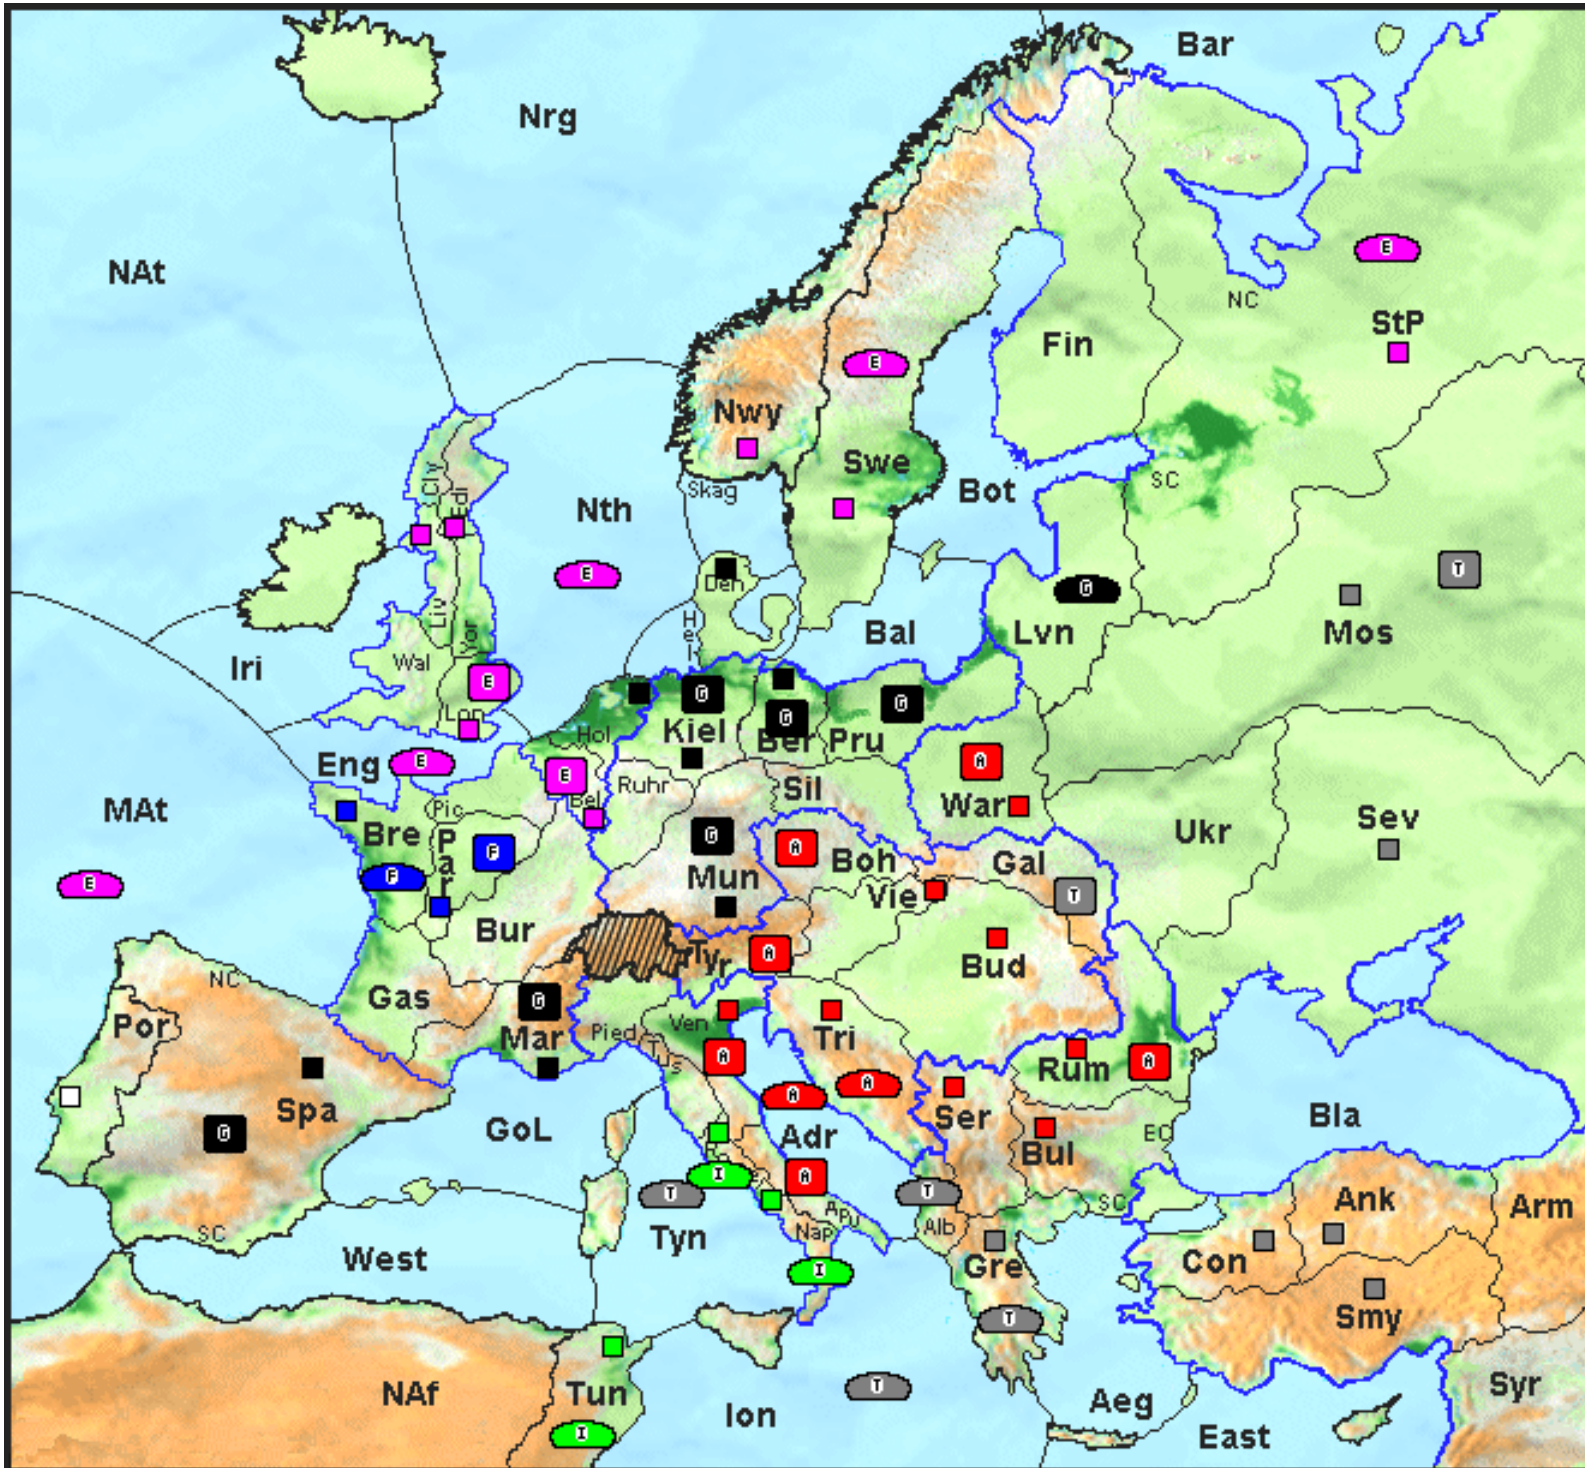 Bar
Nrg
E
NAt
NC
StP
Fin
E
Nwy
Swe
Cly
Edi
Skag
SC
Bot
Nth
T
E
Den
G
Liv
Yor
Hel
Bal
Lvn
Mos
Iri
Wal
E
G
G
Lon
Hol
Kiel
Ber
G
Pru
Eng
E
E
A
Ruhr
Sil
War
MAt
Pic
Bel
Sev
Bre
Par
F
G
A
Boh
Ukr
Gal
E
F
Mun
Vie
T
Bur
Tyr
A
Bud
NC
Gas
G
Por
Mar
Pied
Ven
Tri
Tus
A
Rum
A
A
A
Spa
Ser
Bla
G
GoL
Adr
EC
Bul
I
A
T
T
Ank
Arm
SC
Apu
Alb
SC
Tyn
Nap
West
Con
I
Gre
Smy
T
T
NAf
Tun
Ion
Aeg
Syr
I
East